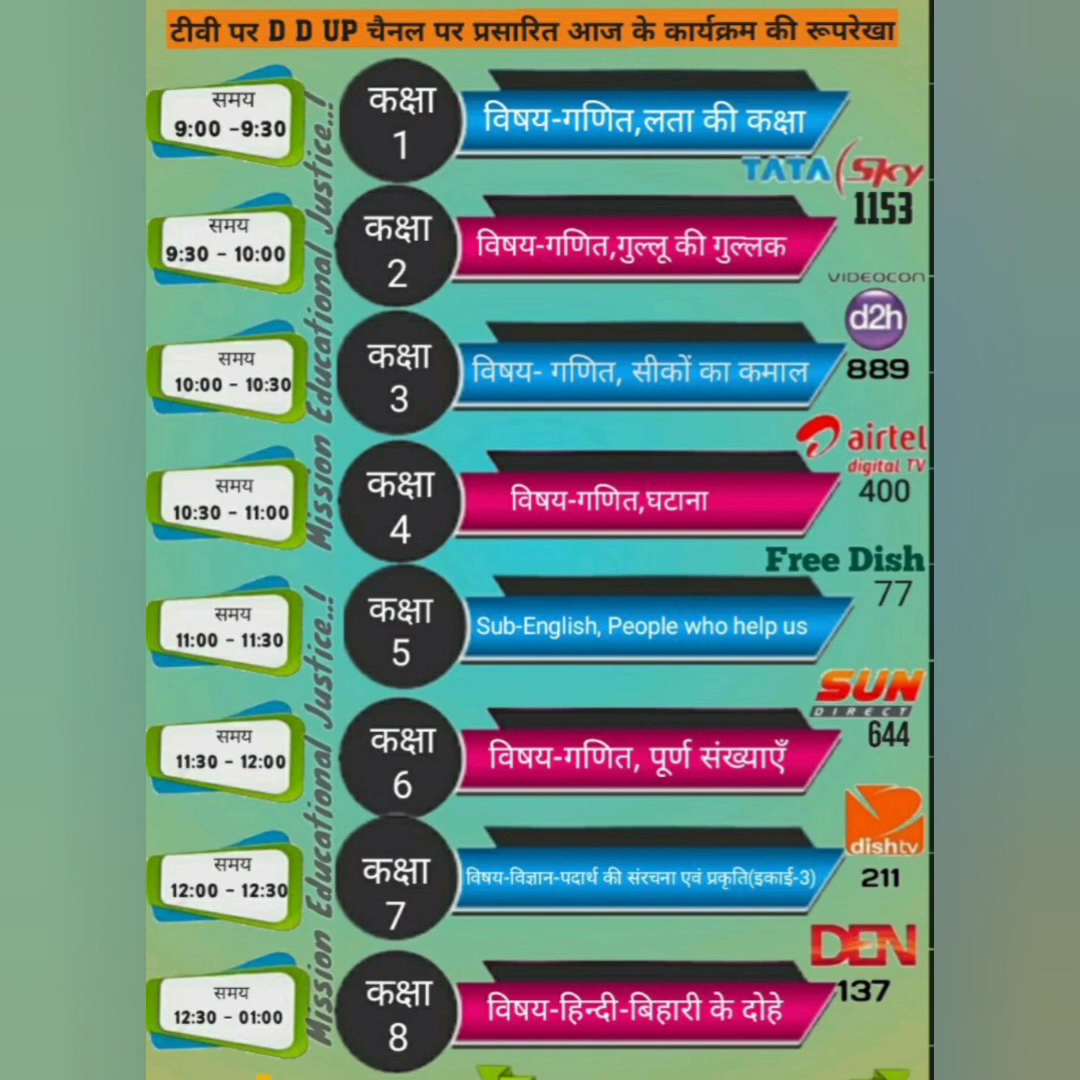 टीवी पर D D UP चैनल पर प्रसारित आज के कार्यक्रम की रूपरेखा
समय
9:00 -9:30
कक्षा
1
विषय-गणित,लता की कक्षा
TATA Sky
1153
समय
9:30 - 10:00
कक्षा
2
विषय-गणित,गुल्लू की गुल्लक
VIDEOCON
d2h
889
समय
10:00 - 10:30
कक्षा
3
विषय- गणित, सीकों का कमाल
airtel
digital TV
400
समय
10:30 - 11:00
कक्षा
4
विषय-गणित,घटाना
Free Dish
77
समय
11:00 - 11:30
कक्षा
5
Sub-English, People who help us
SUN
DIRECT
644
समय
11:30 - 12:00
कक्षा
6
विषय-गणित, पूर्ण संख्याएँ
dishtv
211
समय
12:00 - 12:30
कक्षा
7
विषय-विज्ञान-पदार्थ की संरचना एवं प्रकृति(इकाई-3)
DEN
137
समय
12:30 - 01:00
कक्षा
8
विषय-हिन्दी-बिहारी के दोहे
Mission Educational Justice...!
Mission Educational Justice...!